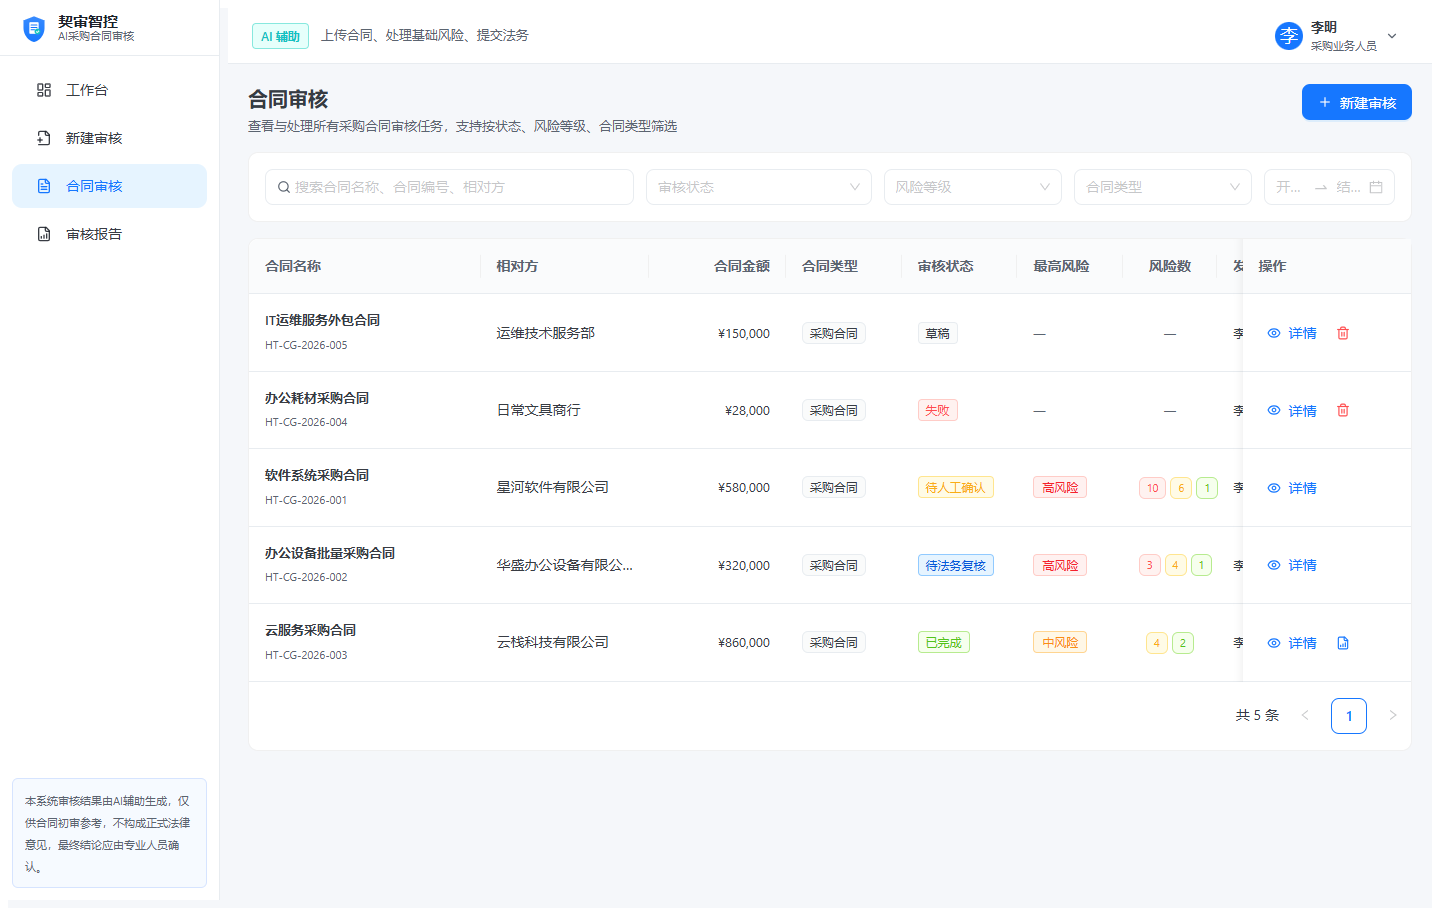 契审智控
AI采购合同审核
AI 辅助
上传合同、处理基础风险、提交法务
李
李明
采购业务人员
工作台
新建审核
合同审核
审核报告
合同审核
查看与处理所有采购合同审核任务，支持按状态、风险等级、合同类型筛选
新建审核
搜索合同名称、合同编号、相对方
审核状态
风险等级
合同类型
开...
结...
合同名称 相对方 合同金额 合同类型 审核状态 最高风险 风险数 发 操作
IT运维服务外包合同
HT-CG-2026-005
运维技术服务部 ¥150,000 采购合同 草稿 — — 李 详情
办公耗材采购合同
HT-CG-2026-004
日常文具商行 ¥28,000 采购合同 失败 — — 李 详情
软件系统采购合同
HT-CG-2026-001
星河软件有限公司 ¥580,000 采购合同 待人工确认 高风险 10 6 1 李 详情
办公设备批量采购合同
HT-CG-2026-002
华盛办公设备有限公... ¥320,000 采购合同 待法务复核 高风险 3 4 1 李 详情
云服务采购合同
HT-CG-2026-003
云栈科技有限公司 ¥860,000 采购合同 已完成 中风险 4 2 李 详情
共 5 条
1
本系统审核结果由AI辅助生成，仅
供合同初审参考，不构成正式法律
意见，最终结论应由专业人员确
认。